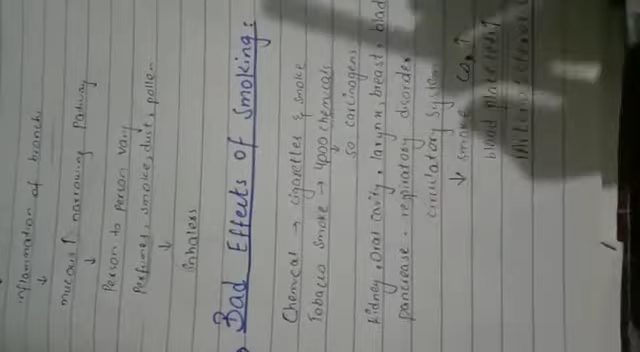 inflammation of bronchi
↓
mucous ↑ narrowing
↓
Person to person vary
Perfumes, smoke, dust, pollen
↓
inhalers
Bad Effects of Smoking:
Chemical → cigarettes & smoke
Tobacco smoke → 4000 chemicals
↓
50 carcinogens
Kidney, oral cavity, larynx, breast, blad
pancrease. respiratory disorder
circulatory system
↓ smoke CO ↑
blood